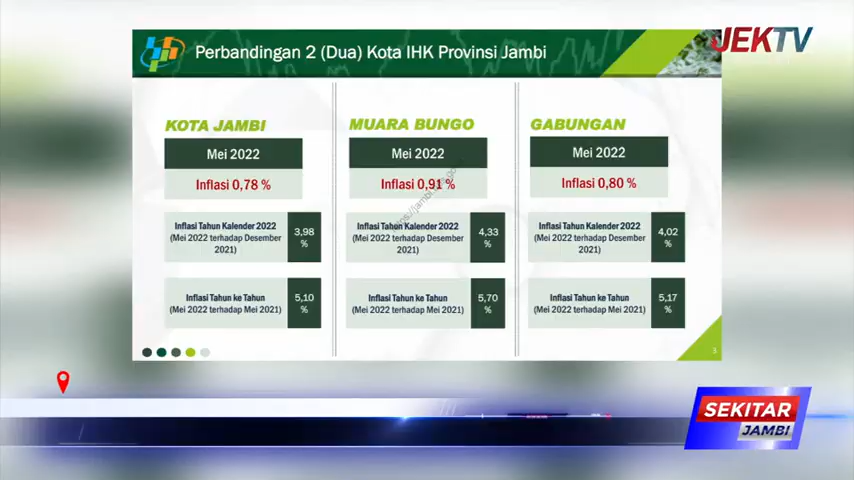 Perbandingan 2 (Dua) Kota IHK Provinsi Jambi
JEKTV
KOTA JAMBI
Mei 2022
Inflasi 0,78 %
Inflasi Tahun Kalender 2022
(Mei 2022 terhadap Desember
2021)
3,98
%
Inflasi Tahun ke Tahun
(Mei 2022 terhadap Mei 2021)
5,10
%
MUARA BUNGO
Mei 2022
Inflasi 0,91 %
Inflasi Tahun Kalender 2022
(Mei 2022 terhadap Desember
2021)
4,33
%
Inflasi Tahun ke Tahun
(Mei 2022 terhadap Mei 2021)
5,70
%
GABUNGAN
Mei 2022
Inflasi 0,80 %
Inflasi Tahun Kalender 2022
(Mei 2022 terhadap Desember
2021)
4,02
%
Inflasi Tahun ke Tahun
(Mei 2022 terhadap Mei 2021)
5,17
%
3
SEKITAR
JAMBI